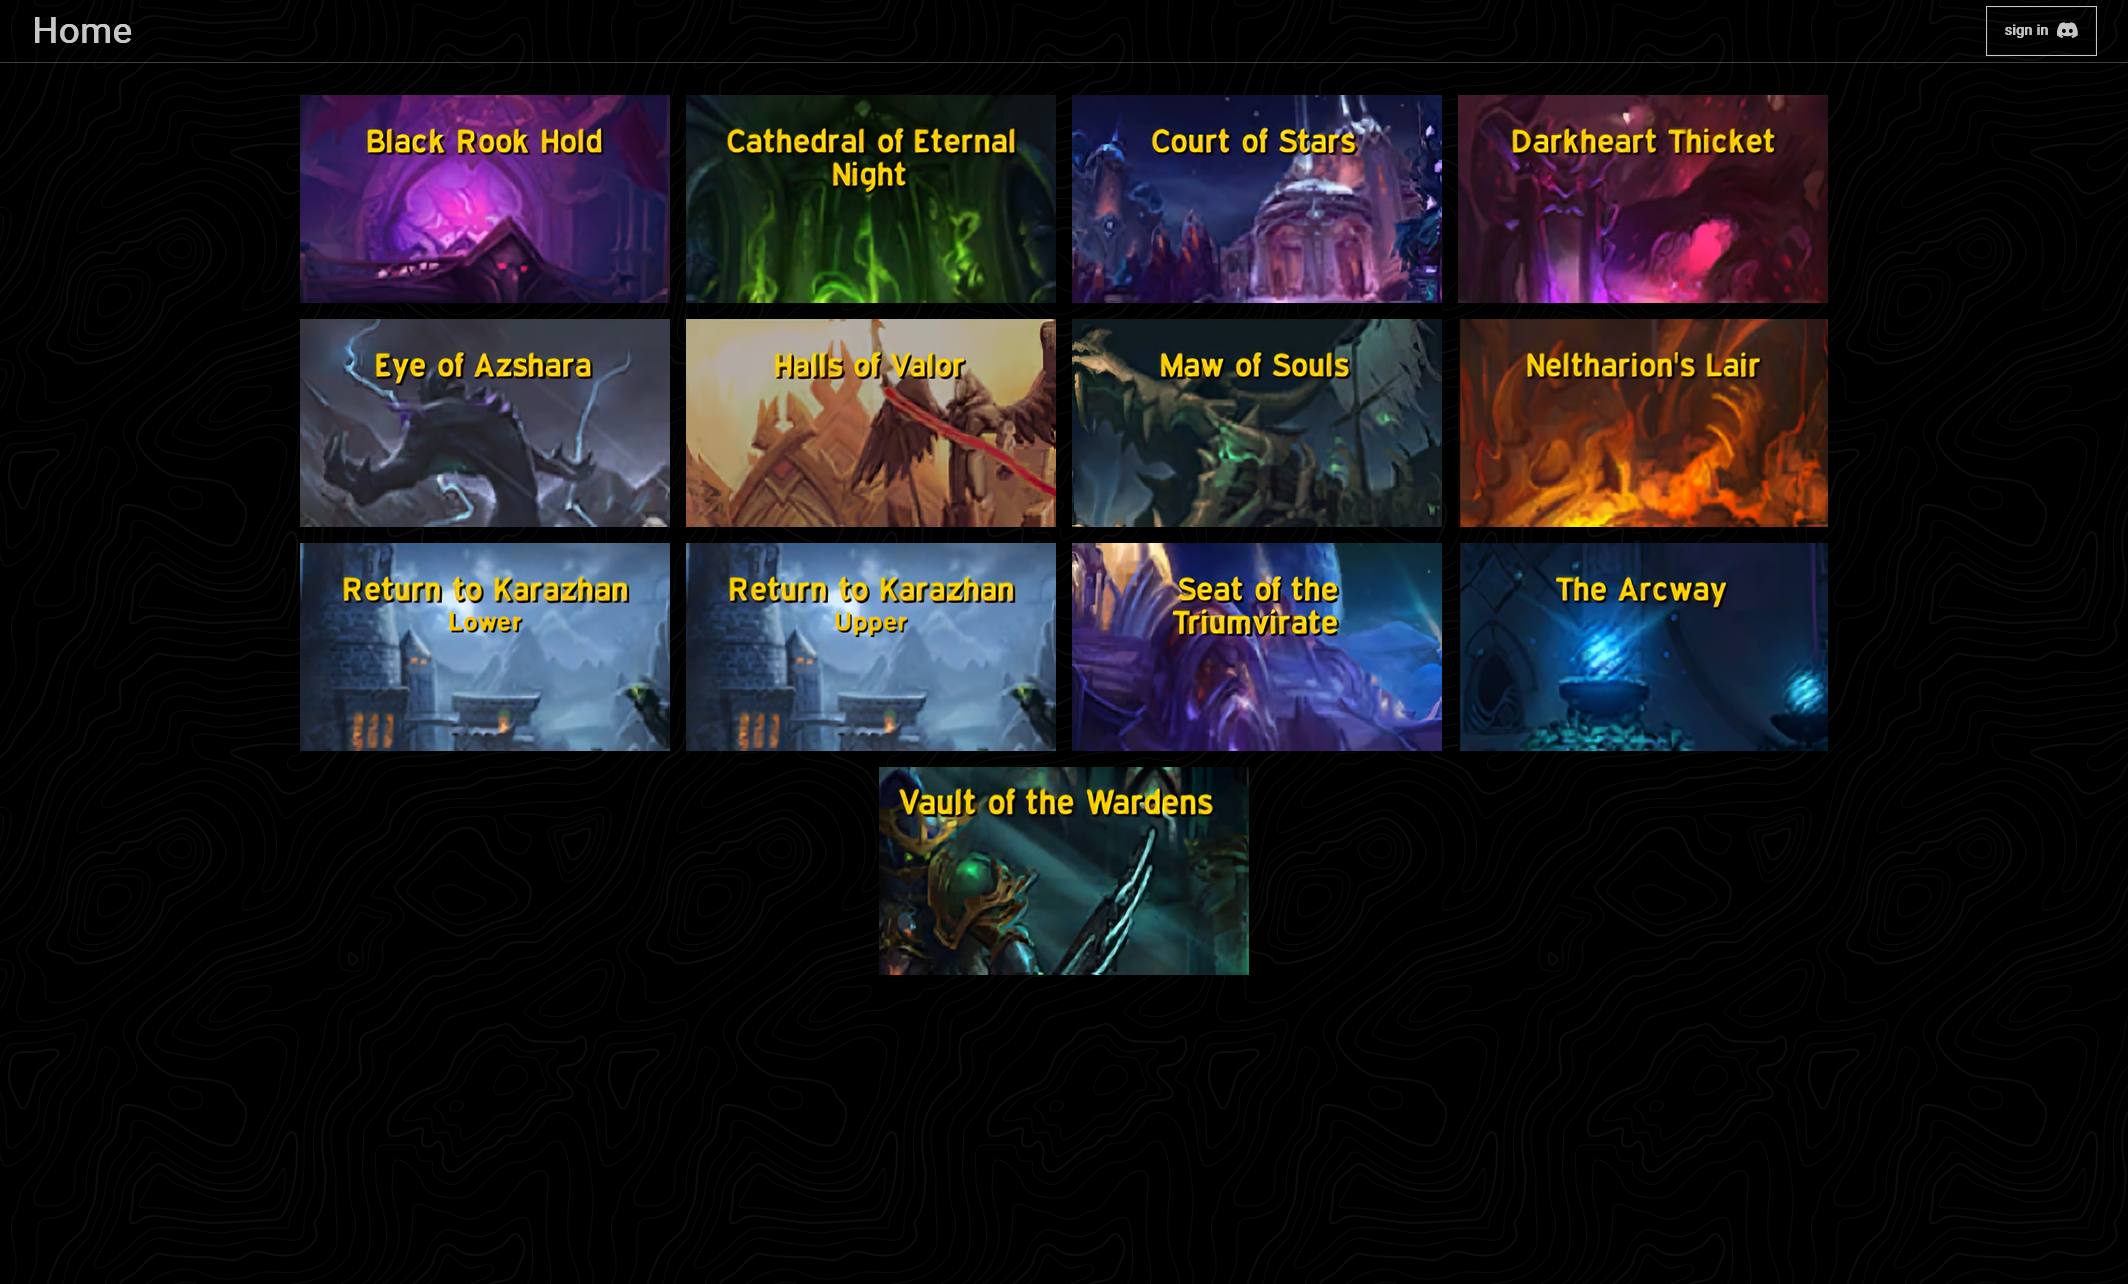 Home
sign in
Black Rook Hold
Cathedral of Eternal
Night
Court of Stars
Darkheart Thicket
Eye of Azshara
Halls of Valor
Maw of Souls
Neltharion's Lair
Return to Karazhan
Lower
Return to Karazhan
Upper
Seat of the
Triumvirate
The Arcway
Vault of the Wardens